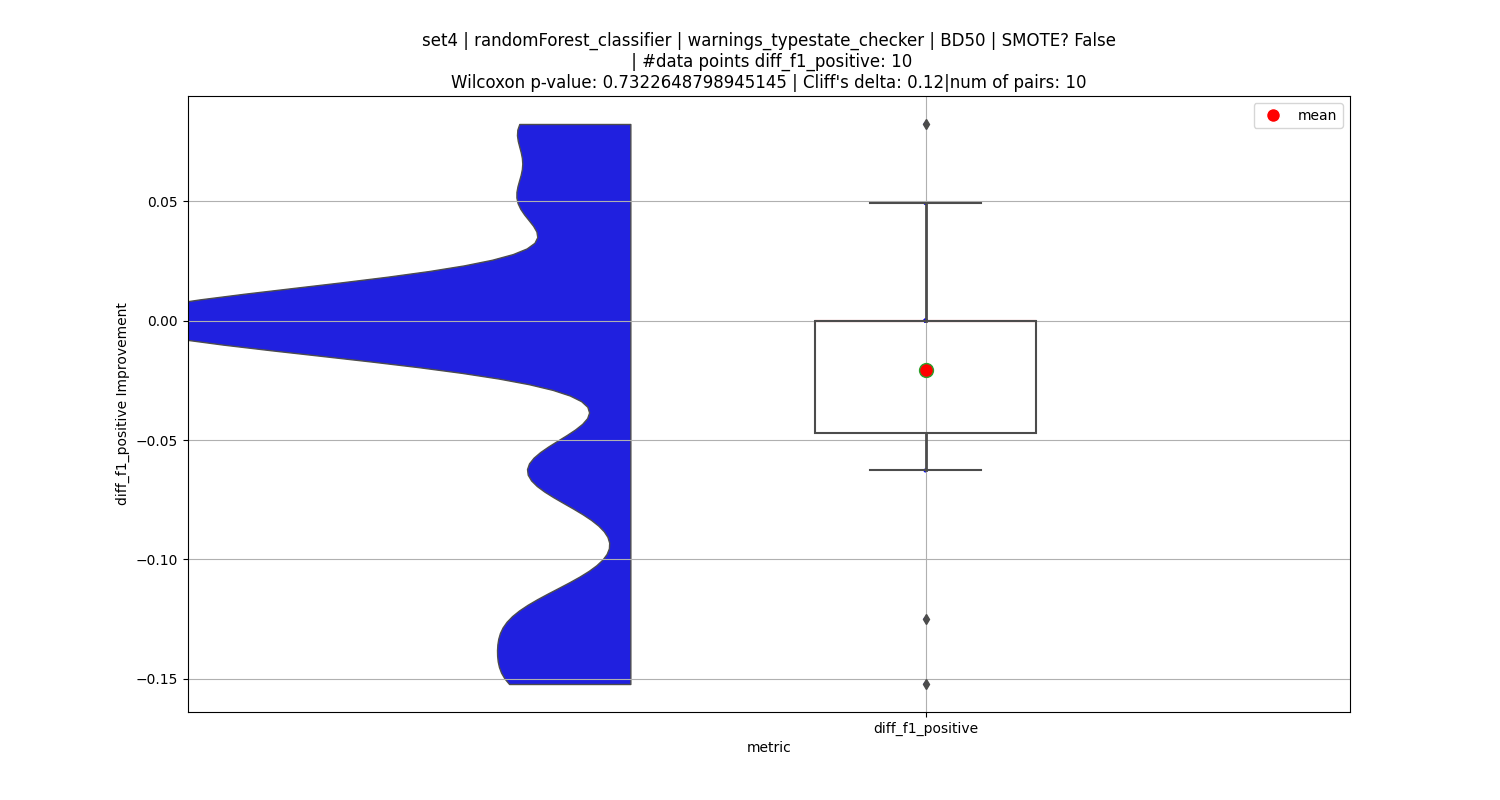 set4 | randomForest_classifier | warnings_typestate_checker | BD50 | SMOTE? False
| #data points diff_f1_positive: 10
Wilcoxon p-value: 0.7322648798945145 | Cliff's delta: 0.12|num of pairs: 10
mean
0.05
0.00
−0.05
−0.10
−0.15
diff_f1_positive Improvement
diff_f1_positive
metric